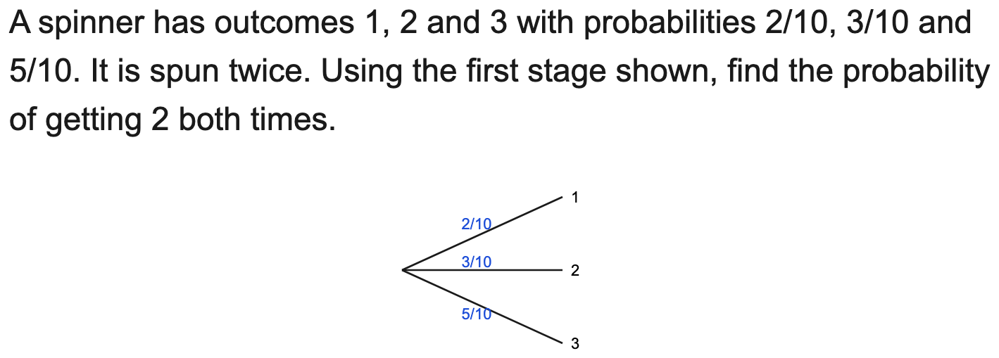 A spinner has outcomes 1, 2 and 3 with probabilities 2/10, 3/10 and
5/10. It is spun twice. Using the first stage shown, find the probability
of getting 2 both times.
1
2/10
3/10
2
5/10
3